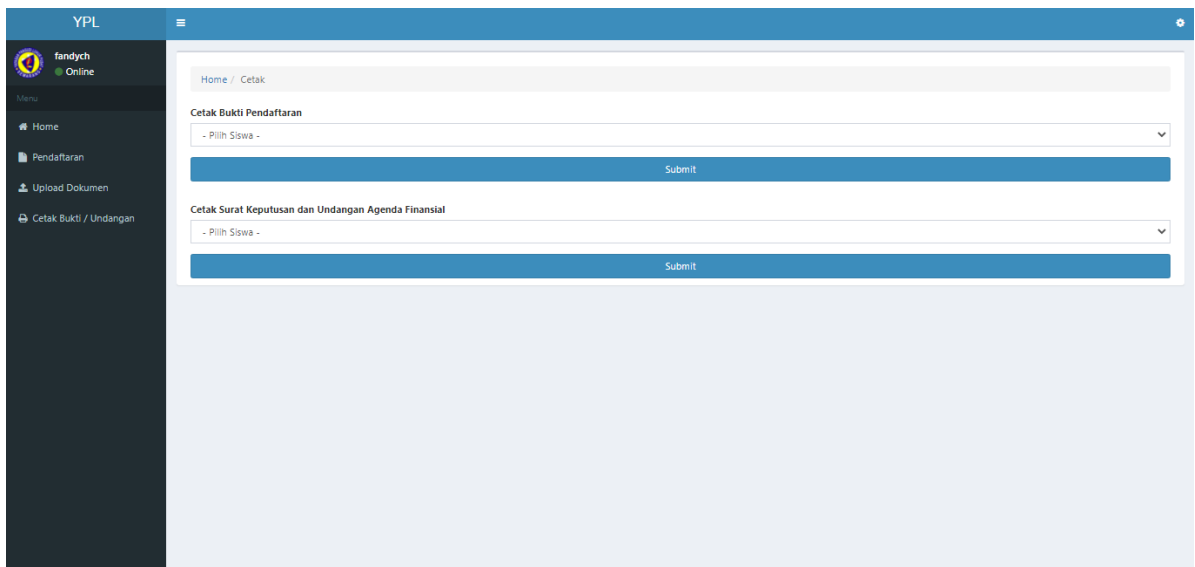 YPL
fandych
Online
Menu
Home
Pendaftaran
Upload Dokumen
Cetak Bukti / Undangan
Home / Cetak
Cetak Bukti Pendaftaran
- Pilih Siswa -
Submit
Cetak Surat Keputusan dan Undangan Agenda Finansial
- Pilih Siswa -
Submit